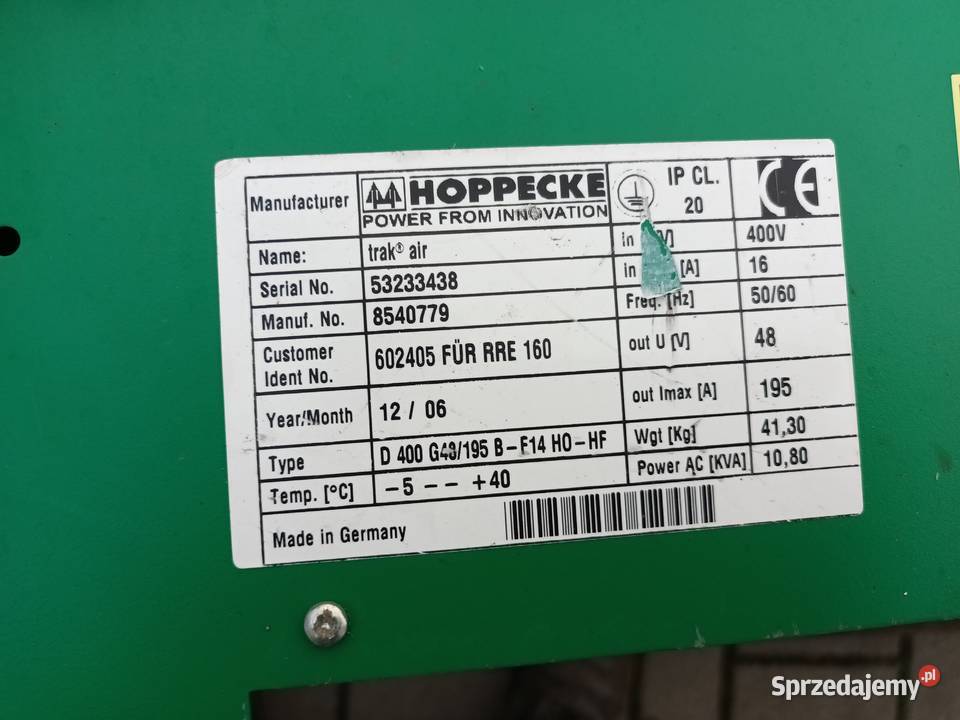 Manufacturer HOPPECKE IP CL. CE
POWER FROM INNOVATION 20
Name: trak® air in [V] 400V
Serial No. 53233438 in [A] 16
Manuf. No. 8540779 Freq. [Hz] 50/60
Customer
Ident No. 602405 FÜR RRE 160 out U [V] 48
Year/Month 12 / 06 out Imax [A] 195
Type D 400 G48/195 B-F14 HO-HF Wgt [Kg] 41,30
Temp. [°C] -5 -- +40 Power AC [KVA] 10,80
Made in Germany
Sprzedajemy.pl